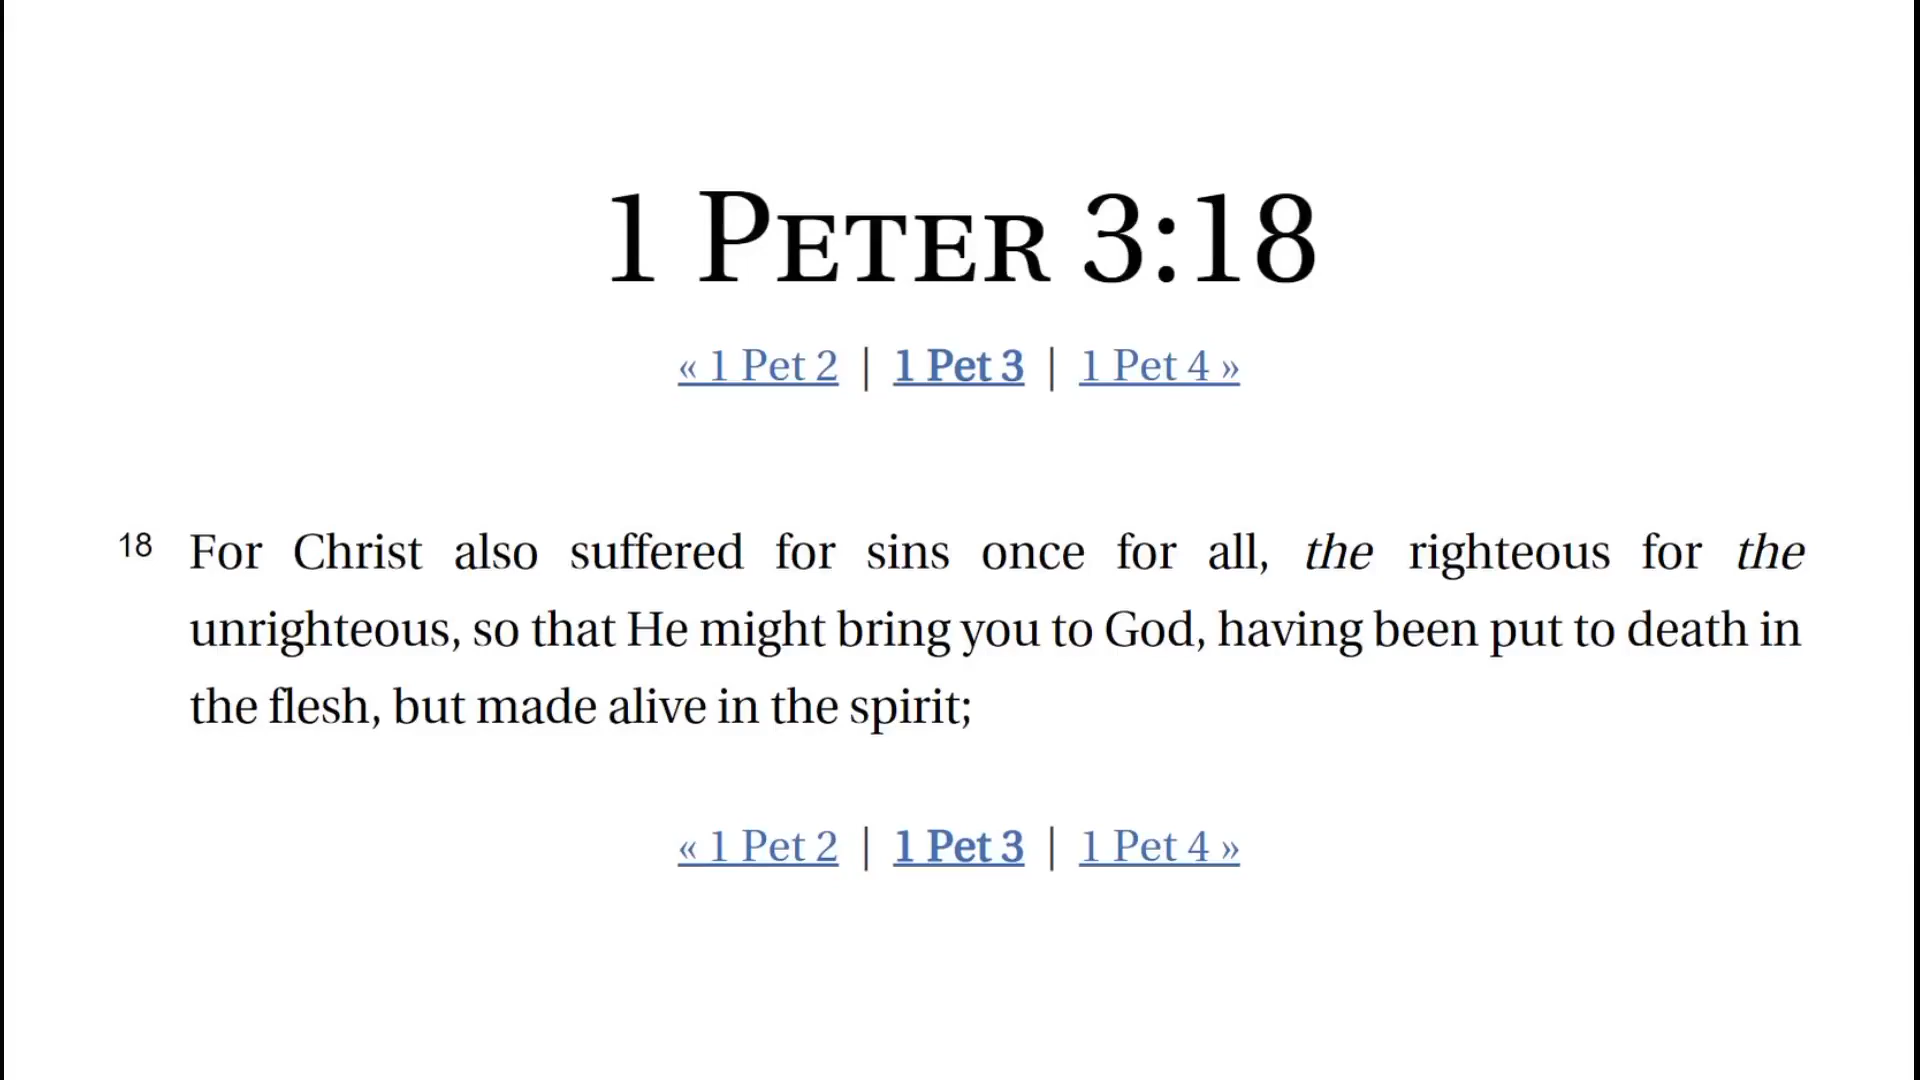 1 PETER 3:18
« 1 Pet 2 | 1 Pet 3 | 1 Pet 4 »
18 For Christ also suffered for sins once for all, the righteous for the
unrighteous, so that He might bring you to God, having been put to death in
the flesh, but made alive in the spirit;
« 1 Pet 2 | 1 Pet 3 | 1 Pet 4 »